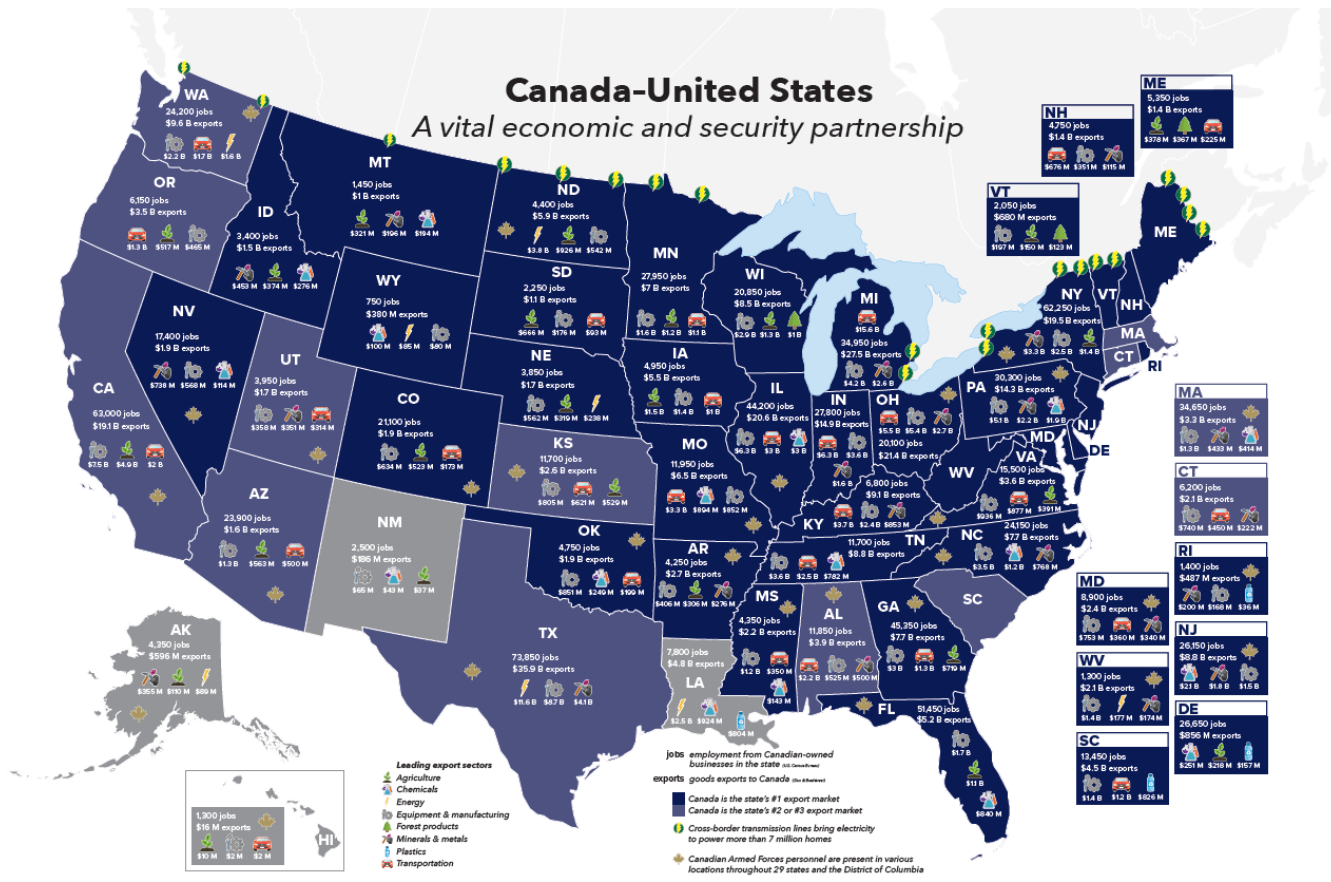 Canada–United States
A vital economic and security partnership
WA
24,200 jobs
$9.6 B exports
$2.2 B $1.7 B $1.6 B
OR
6,150 jobs
$3.5 B exports
$1.3 B $517 M $465 M
CA
63,000 jobs
$19.1 B exports
$7.5 B $4.9 B $2 B
ID
3,400 jobs
$1.5 B exports
$453 M $374 M $276 M
NV
17,400 jobs
$1.9 B exports
$738 M $568 M $114 M
UT
3,950 jobs
$1.7 B exports
$358 M $351 M $314 M
AZ
23,900 jobs
$1.6 B exports
$1.3 B $563 M $500 M
MT
1,450 jobs
$1 B exports
$321 M $196 M $194 M
WY
750 jobs
$380 M exports
$100 M $85 M $80 M
CO
21,100 jobs
$1.9 B exports
$634 M $523 M $173 M
NM
2,500 jobs
$186 M exports
$65 M $43 M $37 M
ND
4,400 jobs
$5.9 B exports
$3.8 B $926 M $542 M
SD
2,250 jobs
$1.1 B exports
$666 M $176 M $93 M
NE
3,850 jobs
$1.7 B exports
$562 M $319 M $238 M
KS
11,700 jobs
$2.6 B exports
$805 M $621 M $529 M
OK
4,750 jobs
$1.9 B exports
$851 M $249 M $199 M
TX
73,850 jobs
$35.9 B exports
$11.6 B $8.7 B $4.1 B
MN
27,950 jobs
$7 B exports
$1.6 B $1.2 B $1.1 B
IA
4,950 jobs
$5.5 B exports
$1.5 B $1.4 B $1 B
MO
11,950 jobs
$6.5 B exports
$3.3 B $894 M $852 M
AR
4,250 jobs
$2.7 B exports
$406 M $306 M $276 M
7,800 jobs
$4.8 B exports
LA
$2.5 B $924 M
$804 M
WI
20,850 jobs
$8.5 B exports
$2.9 B $1.3 B $1 B
IL
44,200 jobs
$20.6 B exports
$6.3 B $3 B $3 B
MI
$15.6 B
34,950 jobs
$27.5 B exports
$4.2 B $2.6 B
IN
27,800 jobs
$14.9 B exports
$6.3 B $3.6 B
$1.6 B
OH
$5.5 B $5.4 B $2.7 B
20,100 jobs
$21.4 B exports
KY
6,800 jobs
$9.1 B exports
$3.7 B $2.4 B $853 M
TN
11,700 jobs
$8.8 B exports
$3.6 B $2.5 B $782 M
MS
4,350 jobs
$2.2 B exports
$1.2 B $350 M
$143 M
AL
11,850 jobs
$3.9 B exports
$2.2 B $525 M $500 M
GA
45,350 jobs
$7.7 B exports
$3 B $1.3 B $719 M
FL
51,450 jobs
$5.2 B exports
$1.7 B
$1.1 B
$840 M
SC
NC
24,150 jobs
$7.7 B exports
$3.5 B $1.2 B $768 M
VA
15,500 jobs
$3.6 B exports
$936 M $877 M $391 M
WV
MD
DE
NJ
PA
30,300 jobs
$14.3 B exports
$5.1 B $2.2 B $1.9 B
NY
62,250 jobs
$19.5 B exports
$3.3 B $2.5 B $1.4 B
VT
NH
ME
MA
CT
RI
ME
5,350 jobs
$1.4 B exports
$378 M $367 M $225 M
NH
4,750 jobs
$1.4 B exports
$676 M $351 M $115 M
VT
2,050 jobs
$680 M exports
$197 M $150 M $123 M
MA
34,650 jobs
$3.3 B exports
$1.3 B $433 M $414 M
CT
6,200 jobs
$2.1 B exports
$740 M $450 M $222 M
RI
1,400 jobs
$487 M exports
$200 M $168 M $36 M
NJ
26,150 jobs
$8.8 B exports
$2.1 B $1.8 B $1.5 B
DE
26,650 jobs
$856 M exports
$251 M $218 M $157 M
MD
8,900 jobs
$2.4 B exports
$753 M $360 M $340 M
WV
1,300 jobs
$2.1 B exports
$1.4 B $177 M $174 M
SC
13,450 jobs
$4.5 B exports
$1.4 B $1.2 B $826 M
AK
4,350 jobs
$596 M exports
$355 M $110 M $89 M
1,300 jobs
$16 M exports
HI
$10 M $2 M $2 M
Leading export sectors
Agriculture
Chemicals
Energy
Equipment & manufacturing
Forest products
Minerals & metals
Plastics
Transportation
jobs employment from Canadian-owned
businesses in the state
exports goods exports to Canada
Canada is the state's #1 export market
Canada is the state's #2 or #3 export market
Cross-border transmission lines bring electricity
to power more than 7 million homes
Canadian Armed Forces personnel are present in various
locations throughout 29 states and the District of Columbia